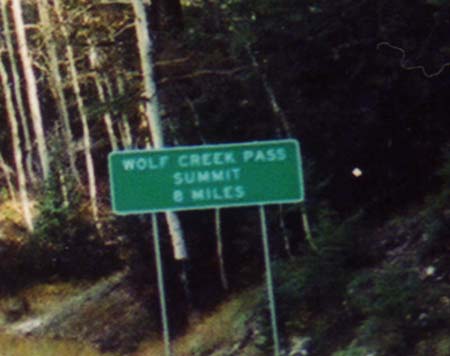 WOLF CREEK PASS
SUMMIT
8 MILES